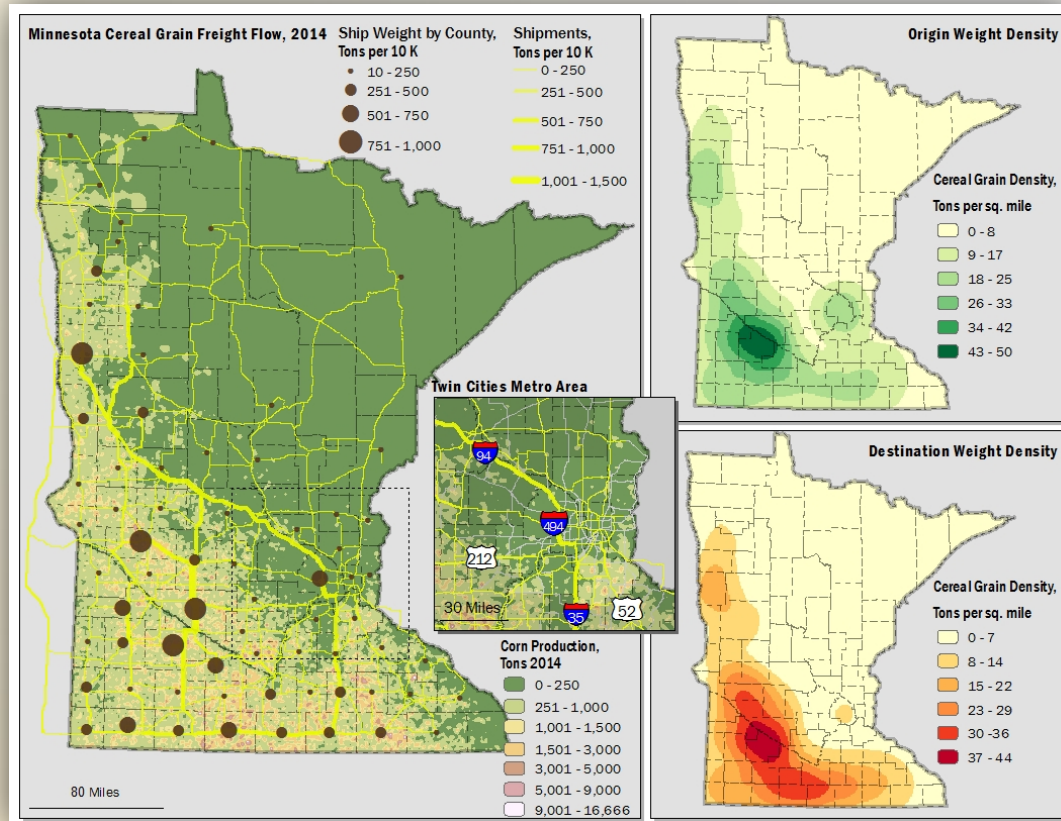 Minnesota Cereal Grain Freight Flow, 2014
Ship Weight by County,
Tons per 10 K
10 - 250
251 - 500
501 - 750
751 - 1,000
Shipments,
Tons per 10 K
0 - 250
251 - 500
501 - 750
751 - 1,000
1,001 - 1,500
Twin Cities Metro Area
94
494
212
35
52
30 Miles
Corn Production,
Tons 2014
0 - 250
251 - 1,000
1,001 - 1,500
1,501 - 3,000
3,001 - 5,000
5,001 - 9,000
9,001 - 16,666
80 Miles
Origin Weight Density
Cereal Grain Density,
Tons per sq. mile
0 - 8
9 - 17
18 - 25
26 - 33
34 - 42
43 - 50
Destination Weight Density
Cereal Grain Density,
Tons per sq. mile
0 - 7
8 - 14
15 - 22
23 - 29
30 -36
37 - 44